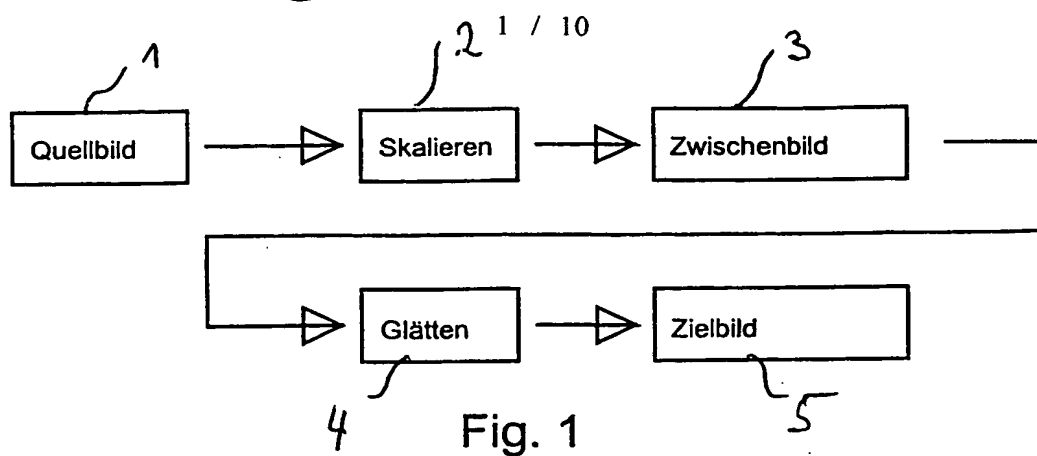 1 / 10
1 2 3
Quellbild Skalieren Zwischenbild
Glätten Zielbild
4 5
Fig. 1